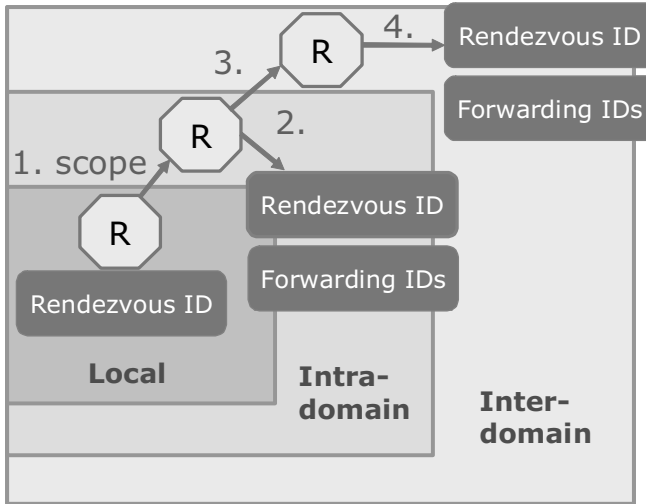 4.
Rendezvous ID
R
3.
Forwarding IDs
R
2.
1. scope
Rendezvous ID
R
Forwarding IDs
Rendezvous ID
Local
Intra-
domain
Inter-
domain